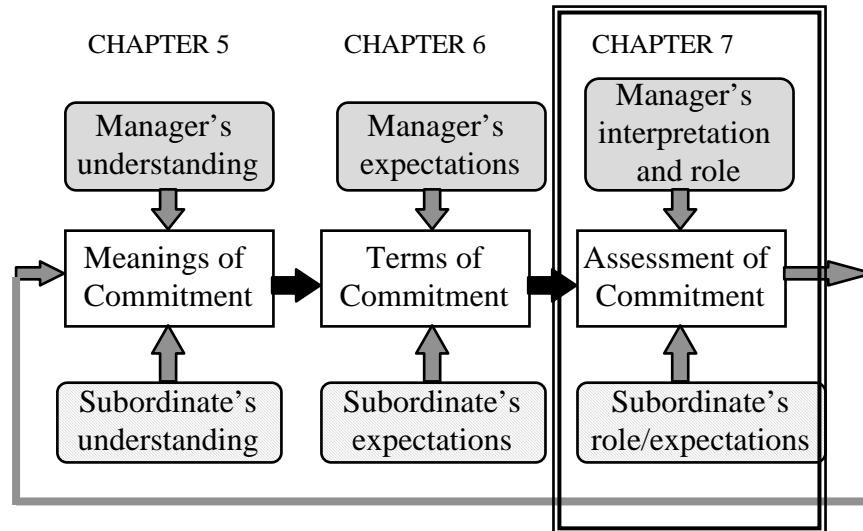 CHAPTER 5
CHAPTER 6
CHAPTER 7
Manager’s
understanding
Manager’s
expectations
Manager’s
interpretation
and role
Meanings of
Commitment
Terms of
Commitment
Assessment of
Commitment
Subordinate’s
understanding
Subordinate’s
expectations
Subordinate’s
role/expectations